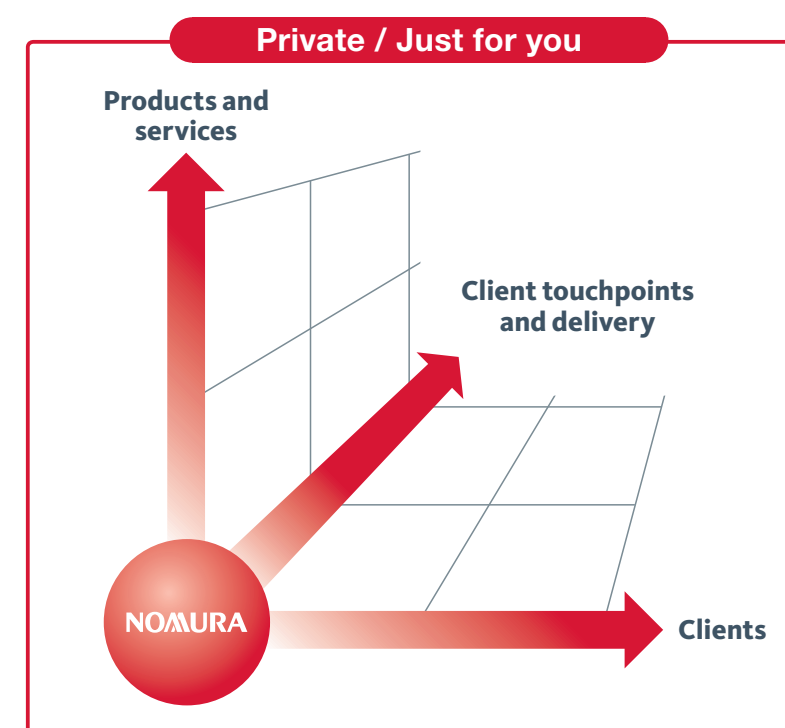 Private / Just for you
Products and
services
Client touchpoints
and delivery
NOMURA
Clients